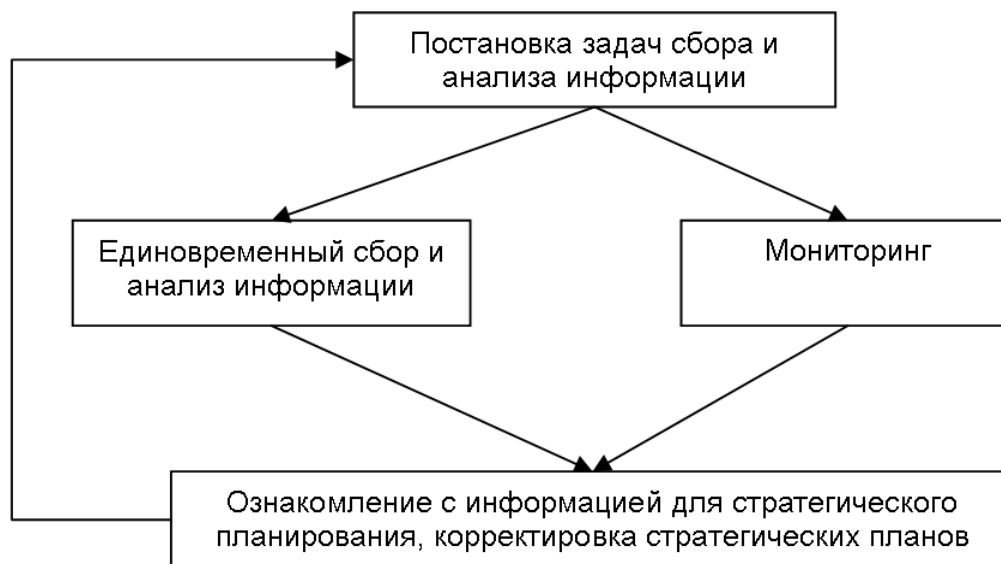 Постановка задач сбора и
анализа информации
Единовременный сбор и
анализ информации
Мониторинг
Ознакомление с информацией для стратегического
планирования, корректировка стратегических планов